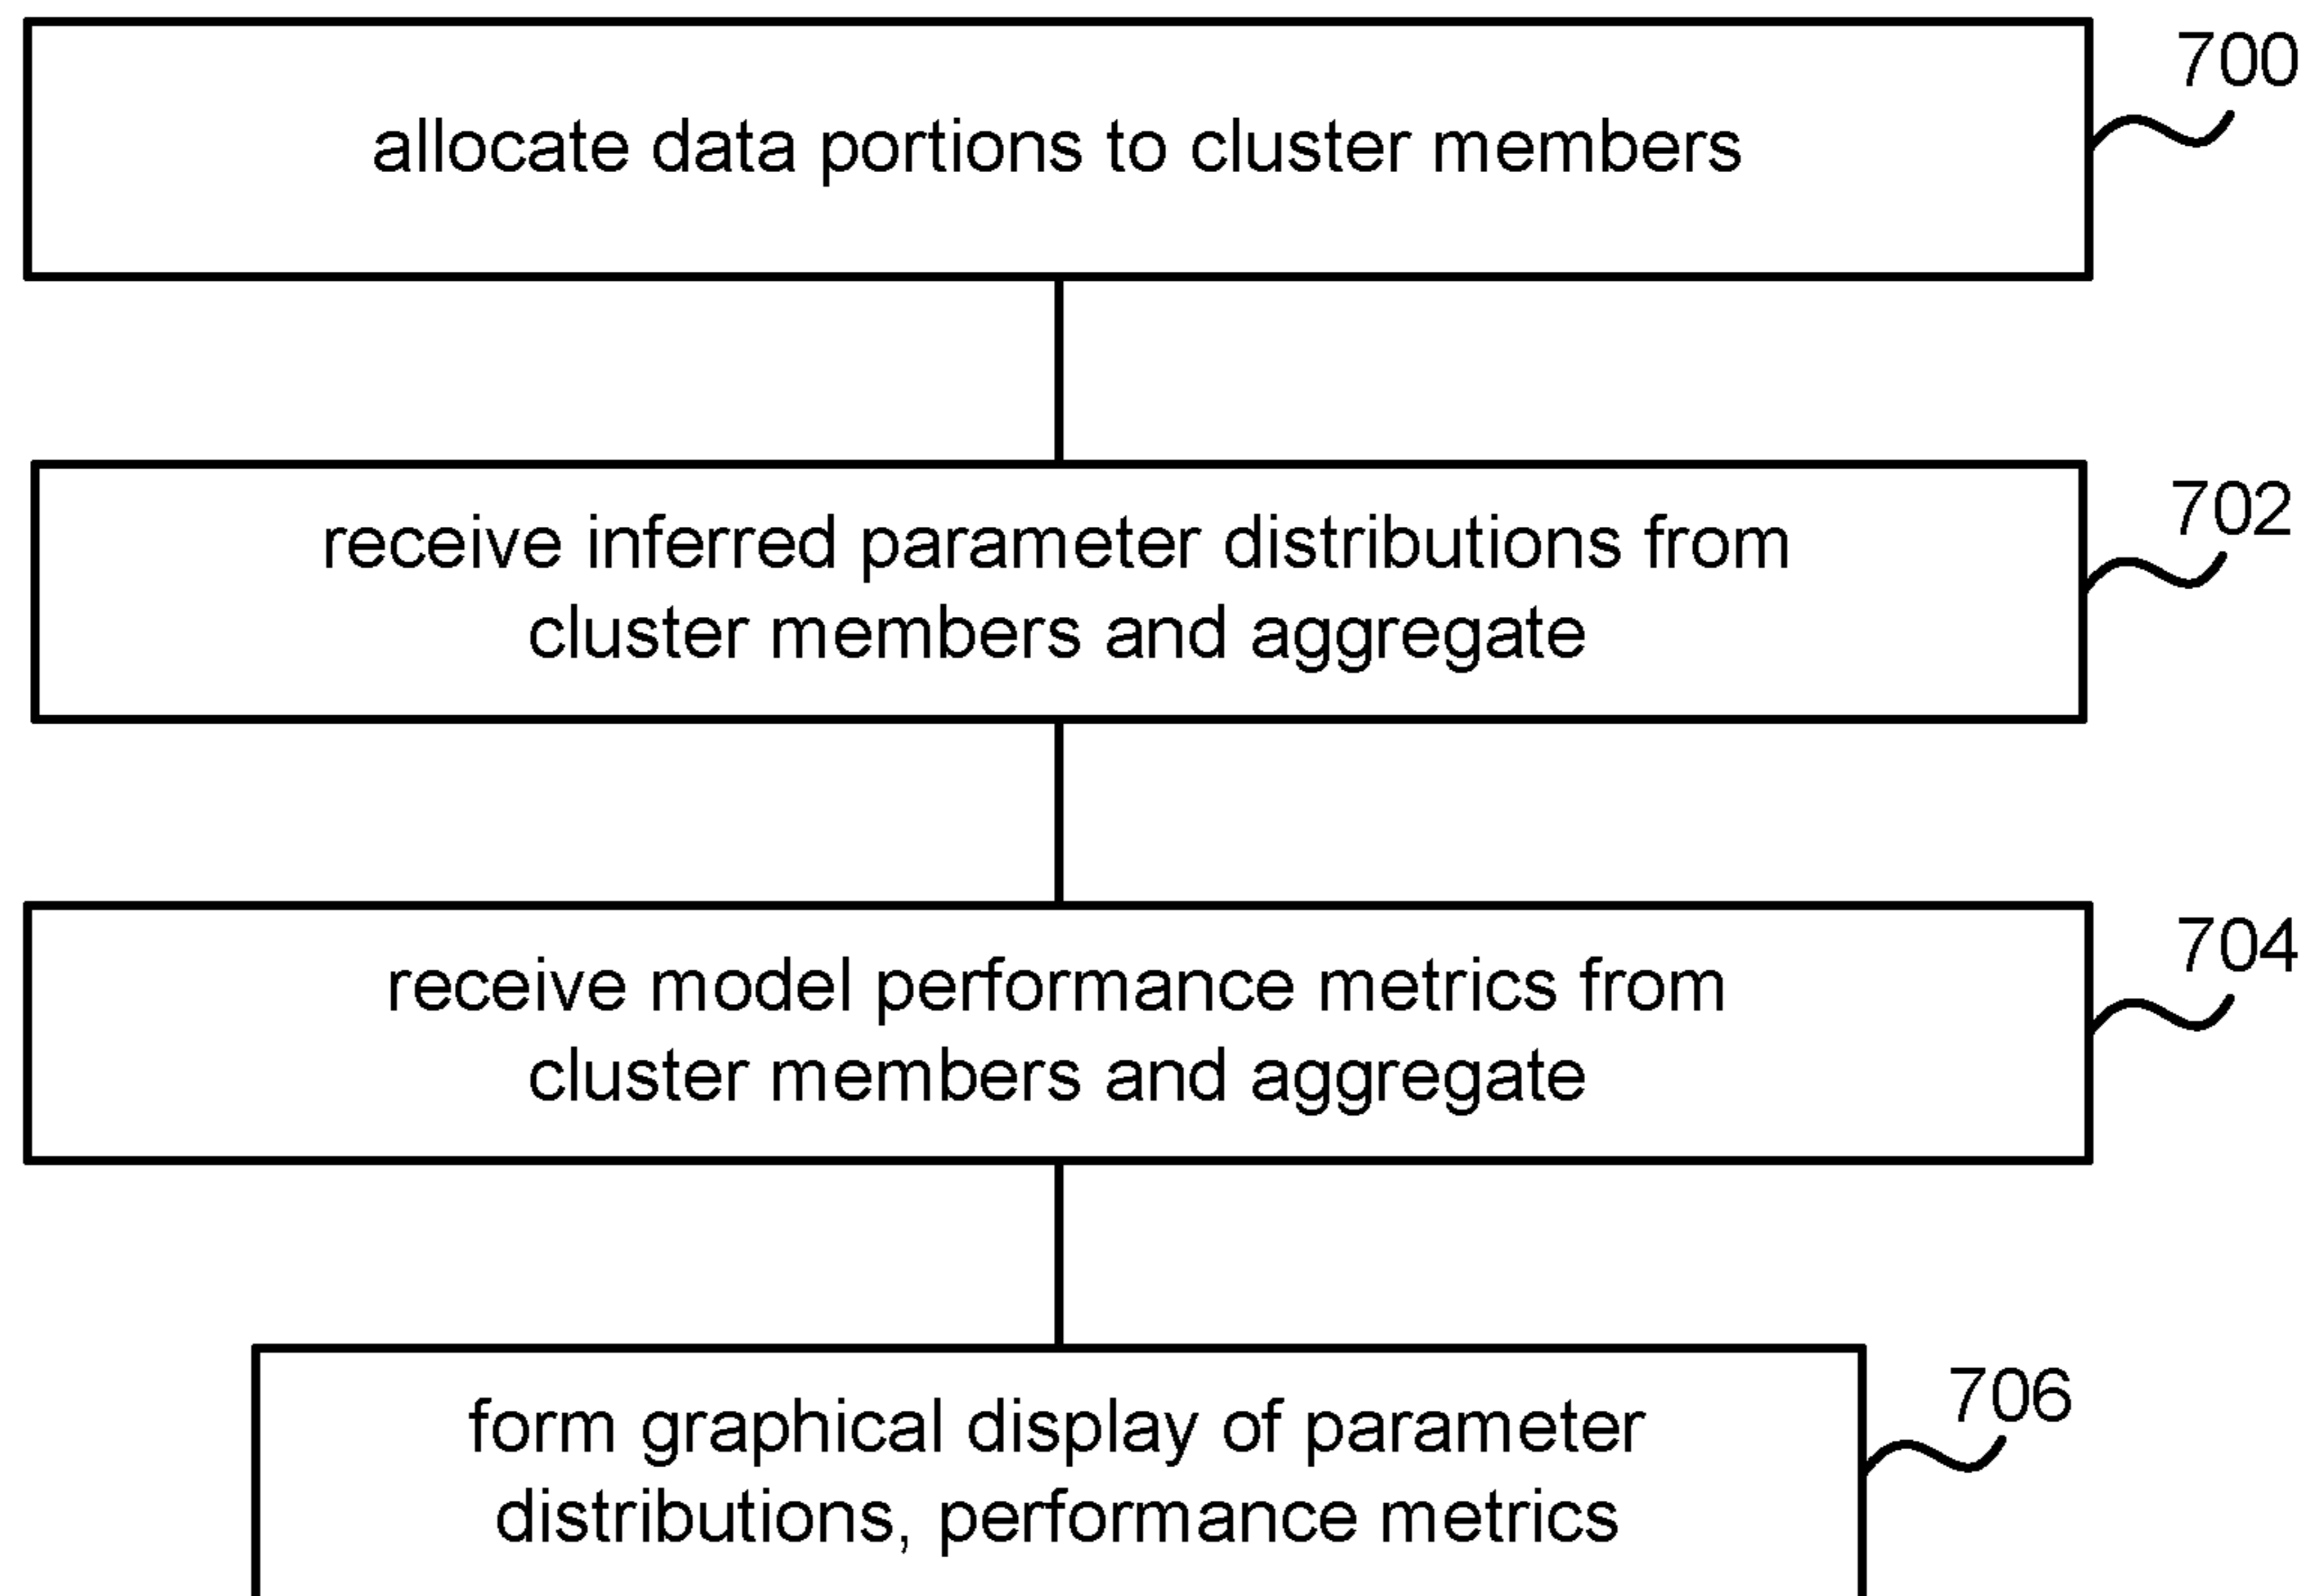 700
allocate data portions to cluster members
702
receive inferred parameter distributions from
cluster members and aggregate
704
receive model performance metrics from
cluster members and aggregate
706
form graphical display of parameter
distributions, performance metrics